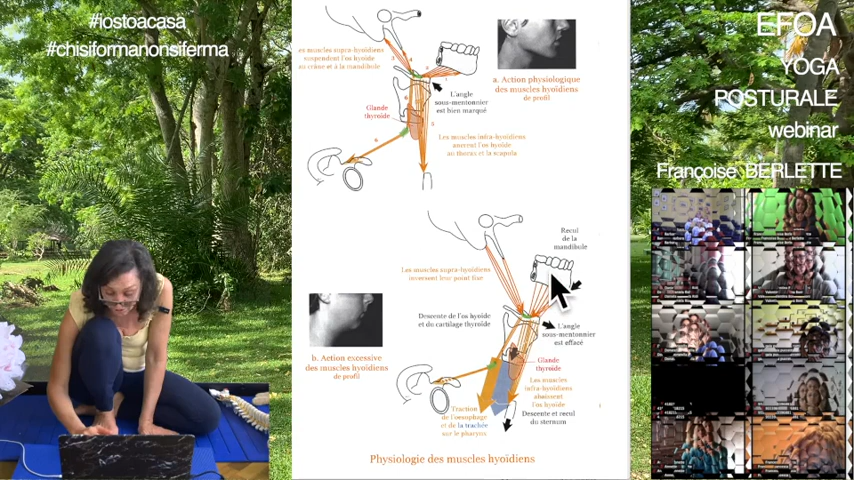 #iostoacasa
#chisiformanonsiferma
EFOA
YOGA
POSTURALE
webinar
Françoise BERLETTE
Les muscles supra-hyoïdiens
suspendent l'os hyoïde
au crâne et à la mandibule
a. Action physiologique
des muscles hyoïdiens
de profil
L'angle
sous-mentonnier
est bien marqué
Glande
thyroïde
Les muscles infra-hyoïdiens
ancrent l'os hyoïde
au thorax et la scapula
Recul
de la
mandibule
Les muscles supra-hyoïdiens
inversent leur point fixe
Descente de l'os hyoïde
et du cartilage thyroïde
L'angle
sous-mentonnier
est effacé
b. Action excessive
des muscles hyoïdiens
de profil
Glande
thyroïde
Les muscles
infra-hyoïdiens
abaissent
l'os hyoïde
Traction
de l'oesophage
et de la trachée
sur le pharynx
Descente et recul
du sternum
Physiologie des muscles hyoïdiens